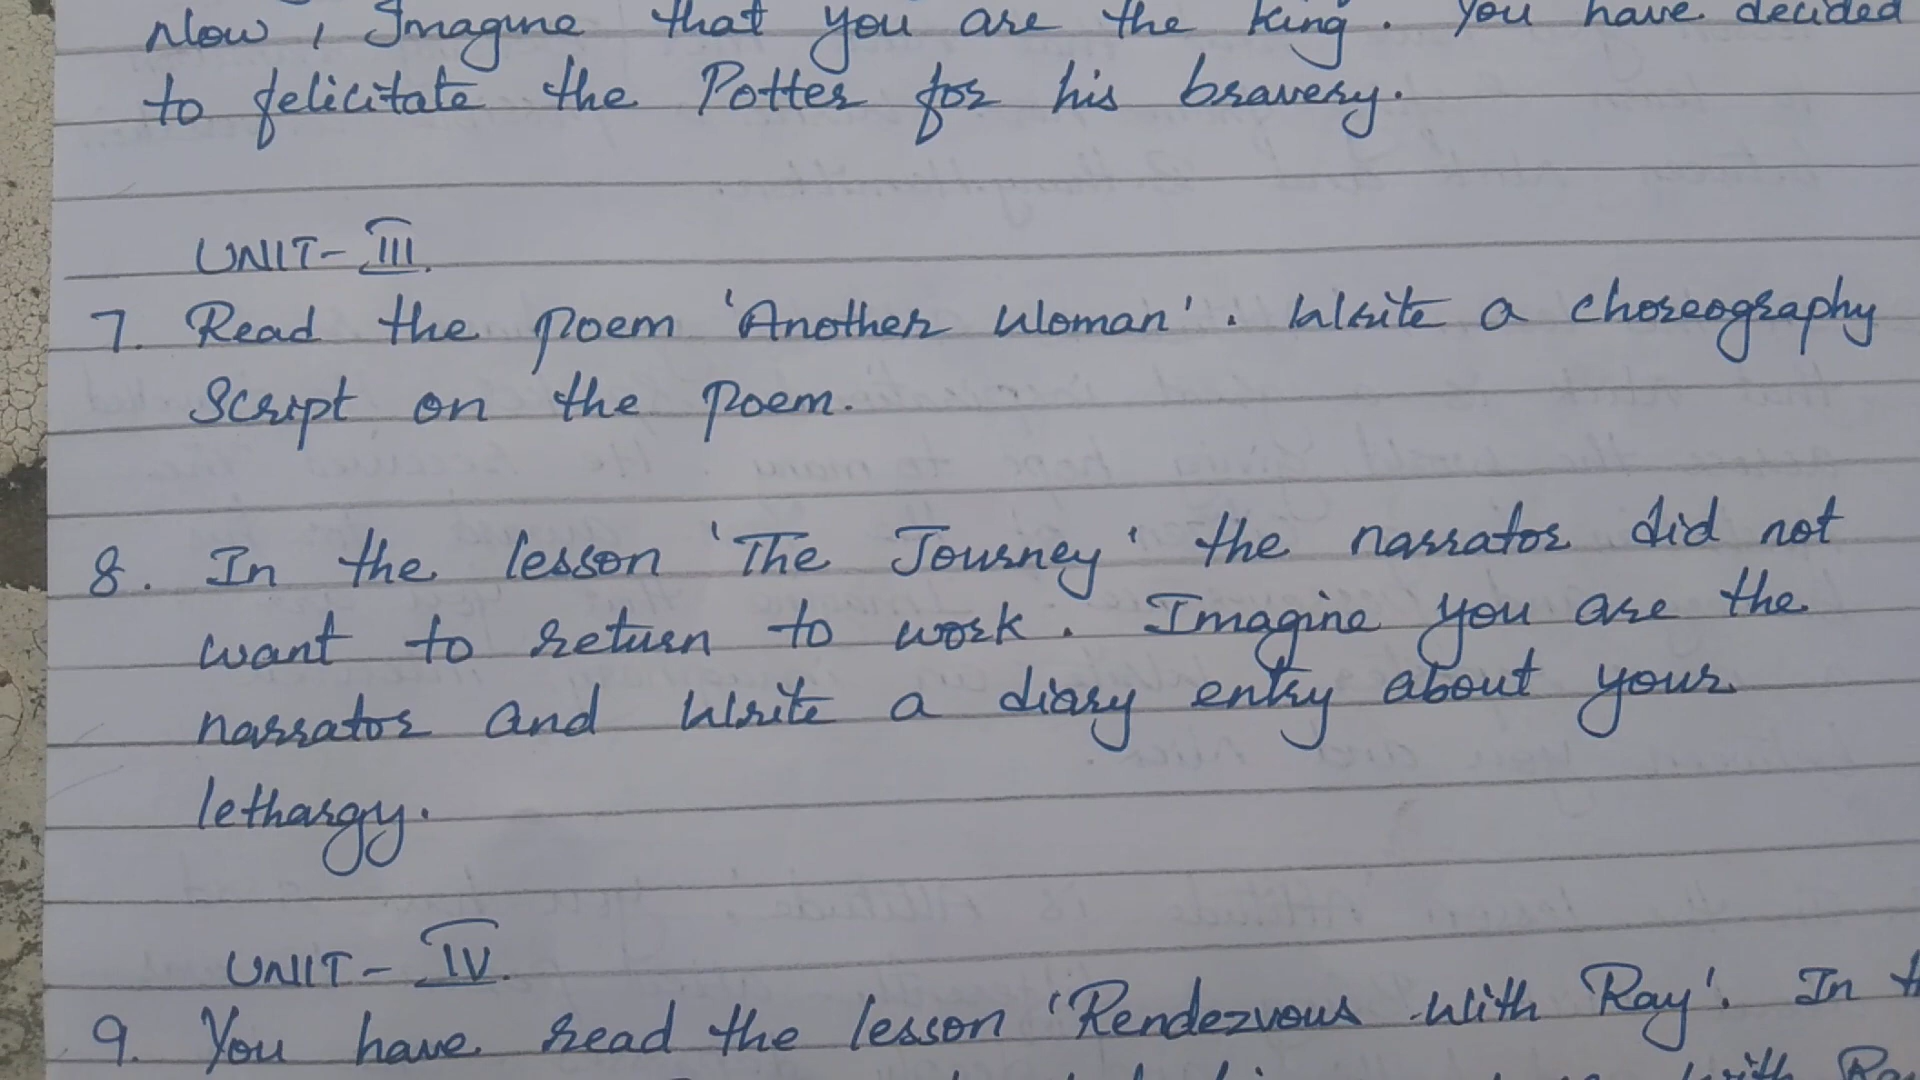 Now, Imagine that you are the king. You have decided
to felicitate the Potter for his bravery.
UNIT-III.
7. Read the poem 'Another Woman'. Write a choreography
Script on the poem.
8. In the lesson 'The Journey' the narrator did not
want to return to work. Imagine you are the
narrator and write a diary entry about your
lethargy.
UNIT-IV.
9. You have read the lesson 'Rendezvous with Ray'. In
with